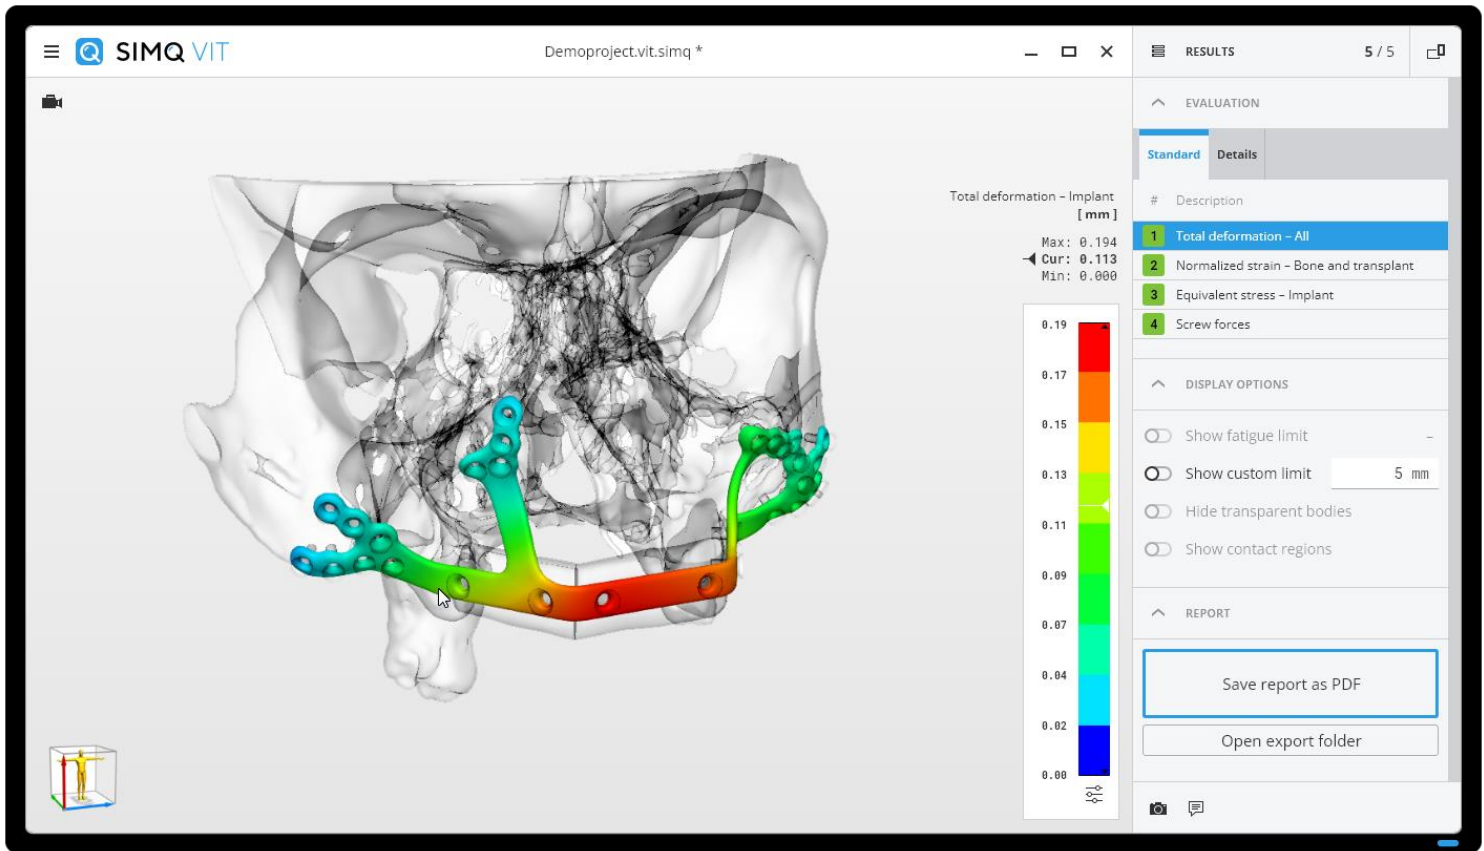 SIMQ VIT
Demoproject.vit.simq *
RESULTS 5 / 5
EVALUATION
Standard Details
# Description
1 Total deformation – All
2 Normalized strain – Bone and transplant
3 Equivalent stress – Implant
4 Screw forces
Total deformation – Implant
[ mm ]
Max: 0.194
Cur: 0.113
Min: 0.000
0.19
0.17
0.15
0.13
0.11
0.09
0.07
0.04
0.02
0.00
DISPLAY OPTIONS
Show fatigue limit –
Show custom limit 5 mm
Hide transparent bodies
Show contact regions
REPORT
Save report as PDF
Open export folder